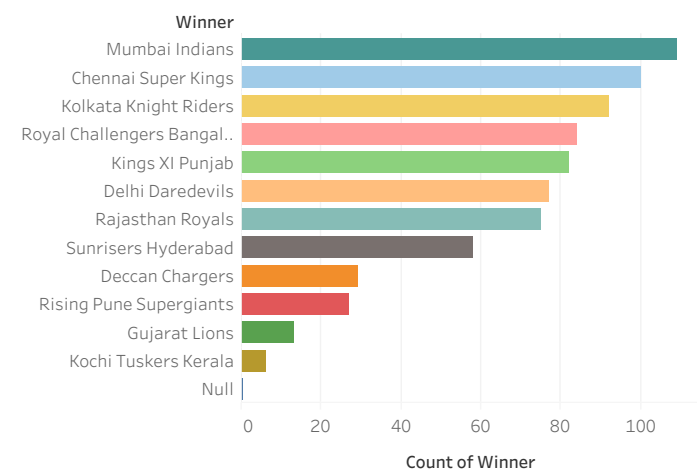 Winner
Mumbai Indians
Chennai Super Kings
Kolkata Knight Riders
Royal Challengers Bangal..
Kings XI Punjab
Delhi Daredevils
Rajasthan Royals
Sunrisers Hyderabad
Deccan Chargers
Rising Pune Supergiants
Gujarat Lions
Kochi Tuskers Kerala
Null
0 20 40 60 80 100
Count of Winner